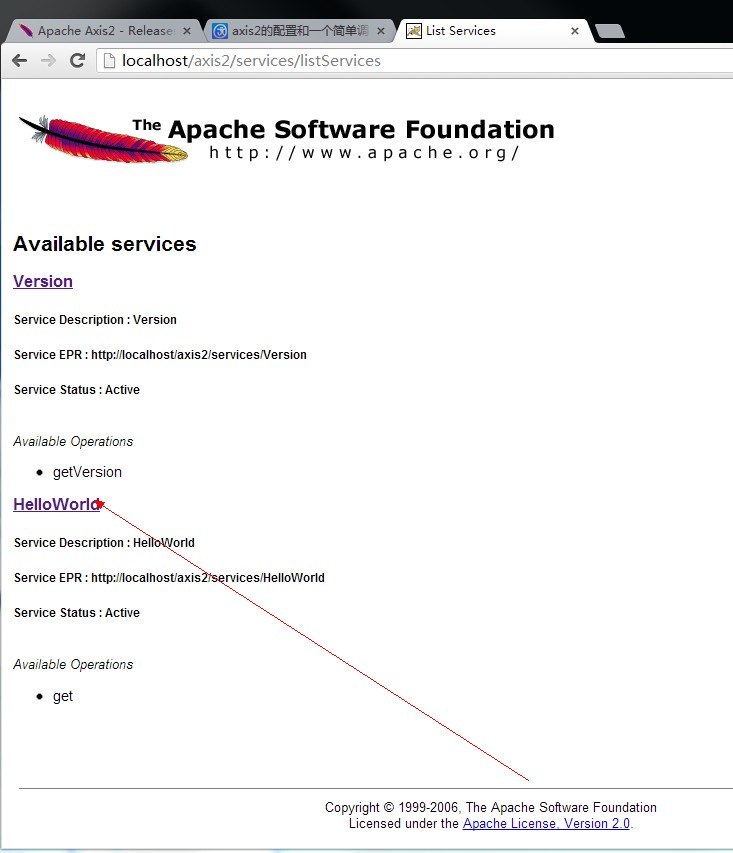 Apache Axis2 - Release
axis2的配置和一个简单调
List Services
localhost/axis2/services/listServices
The Apache Software Foundation
http://www.apache.org/
Available services
Version
Service Description : Version
Service EPR : http://localhost/axis2/services/Version
Service Status : Active
Available Operations
getVersion
HelloWorld
Service Description : HelloWorld
Service EPR : http://localhost/axis2/services/HelloWorld
Service Status : Active
Available Operations
get
Copyright © 1999-2006, The Apache Software Foundation
Licensed under the Apache License, Version 2.0.